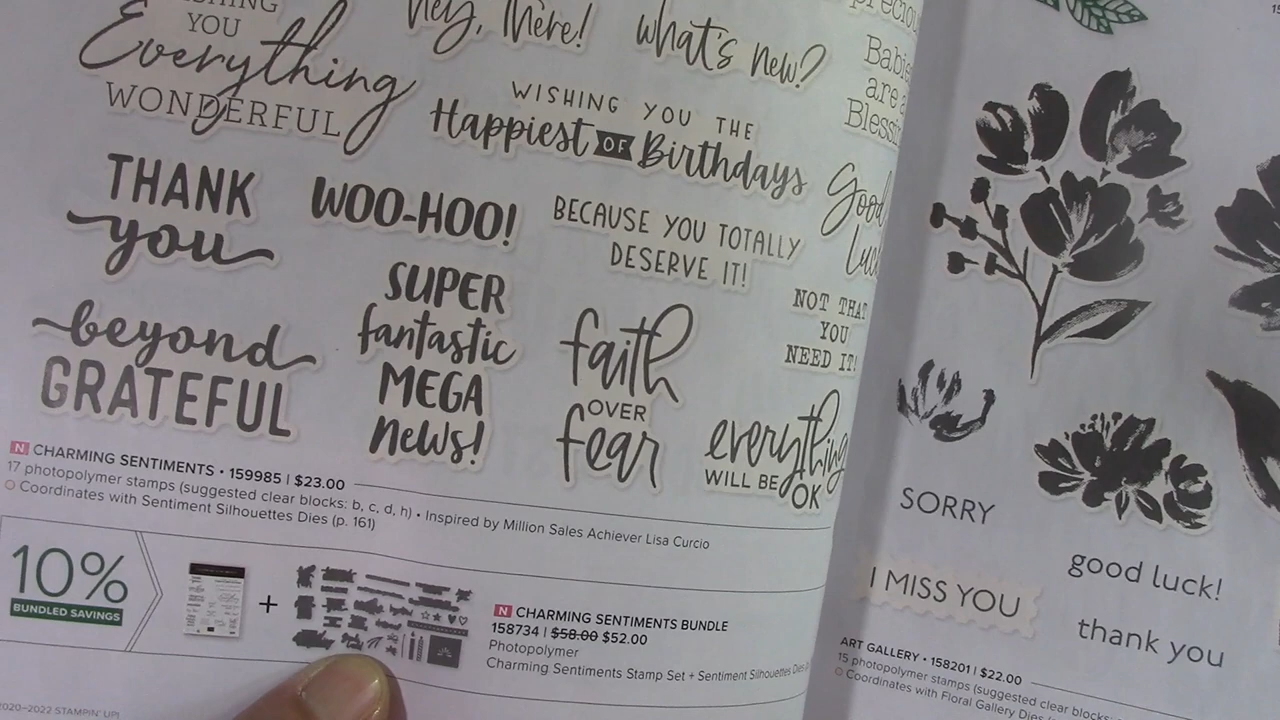 YOU
Everything
WONDERFUL
hey, there!
what's new?
WISHING YOU THE
Happiest OF Birthdays
Babies
are
THANK
you
WOO-HOO!
BECAUSE YOU TOTALLY
DESERVE IT!
Good
Luck
SUPER
fantastic
MEGA
news!
NOT THAT
YOU
NEED IT!
beyond
GRATEFUL
faith
OVER
fear
everything
WILL BE
OK
N CHARMING SENTIMENTS • 159985 | $23.00
17 photopolymer stamps (suggested clear blocks: b, c, d, h) • Inspired by Million Sales Achiever Lisa Curcio
Coordinates with Sentiment Silhouettes Dies (p. 161)
10%
BUNDLED SAVINGS
+
N CHARMING SENTIMENTS BUNDLE
158734 | $58.00 $52.00
Photopolymer
Charming Sentiments Stamp Set + Sentiment Silhouettes Dies
2020–2022 STAMPIN' UP!
SORRY
I MISS YOU
good luck!
thank you
ART GALLERY • 158201 | $22.00
15 photopolymer stamps (suggested clear
Coordinates with Floral Gallery Dies